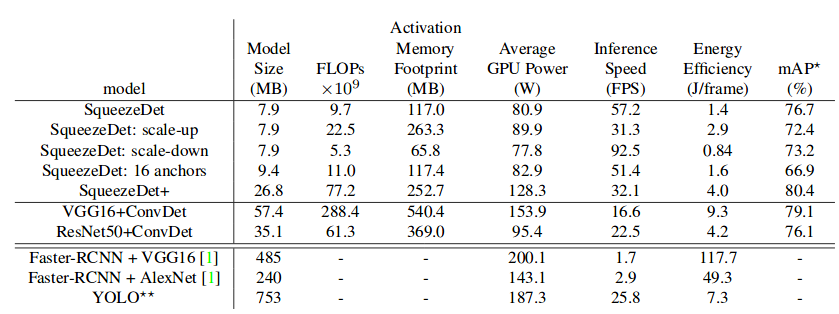 Activation
Model Memory Average Inference Energy
Size FLOPs Footprint GPU Power Speed Efficiency mAP*
model (MB) ×10⁹ (MB) (W) (FPS) (J/frame) (%)
SqueezeDet 7.9 9.7 117.0 80.9 57.2 1.4 76.7
SqueezeDet: scale-up 7.9 22.5 263.3 89.9 31.3 2.9 72.4
SqueezeDet: scale-down 7.9 5.3 65.8 77.8 92.5 0.84 73.2
SqueezeDet: 16 anchors 9.4 11.0 117.4 82.9 51.4 1.6 66.9
SqueezeDet+ 26.8 77.2 252.7 128.3 32.1 4.0 80.4
VGG16+ConvDet 57.4 288.4 540.4 153.9 16.6 9.3 79.1
ResNet50+ConvDet 35.1 61.3 369.0 95.4 22.5 4.2 76.1
Faster-RCNN + VGG16 [1] 485 - - 200.1 1.7 117.7 -
Faster-RCNN + AlexNet [1] 240 - - 143.1 2.9 49.3 -
YOLO** 753 - - 187.3 25.8 7.3 -